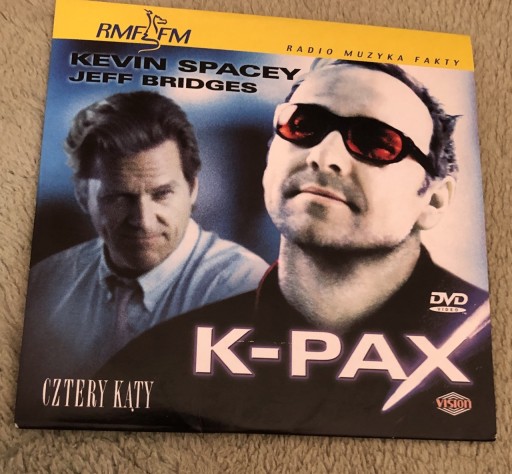 RMF FM
RADIO MUZYKA FAKTY
KEVIN SPACEY
JEFF BRIDGES
DVD
VIDEO
K-PAX
CZTERY KĄTY
VISION